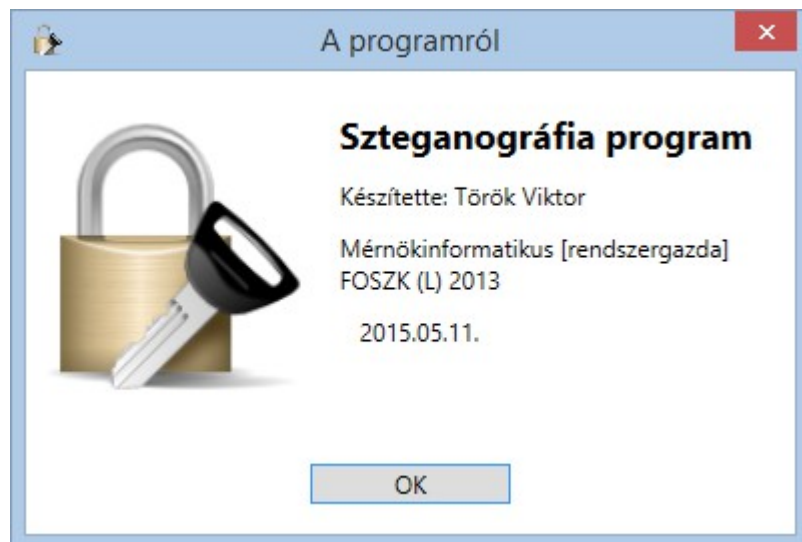 A programról
Szteganográfia program
Készítette: Török Viktor
Mérnökinformatikus [rendszergazda]
FOSZK (L) 2013
2015.05.11.
OK